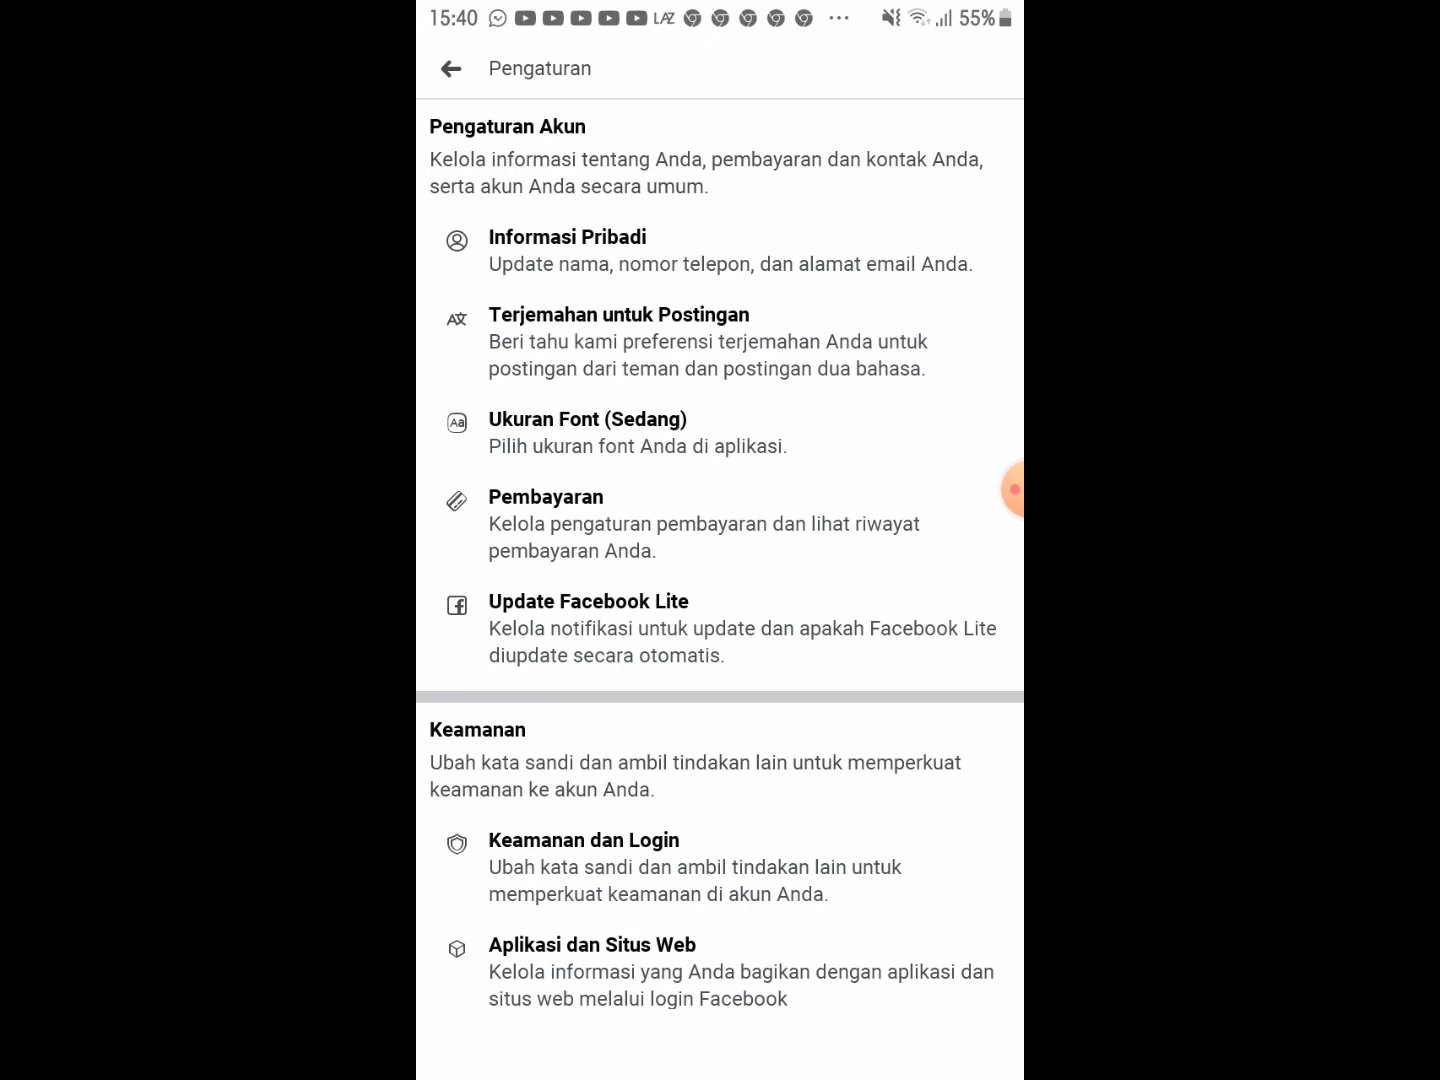 15:40 LAZ 55%
Pengaturan
Pengaturan Akun
Kelola informasi tentang Anda, pembayaran dan kontak Anda,
serta akun Anda secara umum.
Informasi Pribadi
Update nama, nomor telepon, dan alamat email Anda.
Terjemahan untuk Postingan
Beri tahu kami preferensi terjemahan Anda untuk
postingan dari teman dan postingan dua bahasa.
Aa Ukuran Font (Sedang)
Pilih ukuran font Anda di aplikasi.
Pembayaran
Kelola pengaturan pembayaran dan lihat riwayat
pembayaran Anda.
Update Facebook Lite
Kelola notifikasi untuk update dan apakah Facebook Lite
diupdate secara otomatis.
Keamanan
Ubah kata sandi dan ambil tindakan lain untuk memperkuat
keamanan ke akun Anda.
Keamanan dan Login
Ubah kata sandi dan ambil tindakan lain untuk
memperkuat keamanan di akun Anda.
Aplikasi dan Situs Web
Kelola informasi yang Anda bagikan dengan aplikasi dan
situs web melalui login Facebook